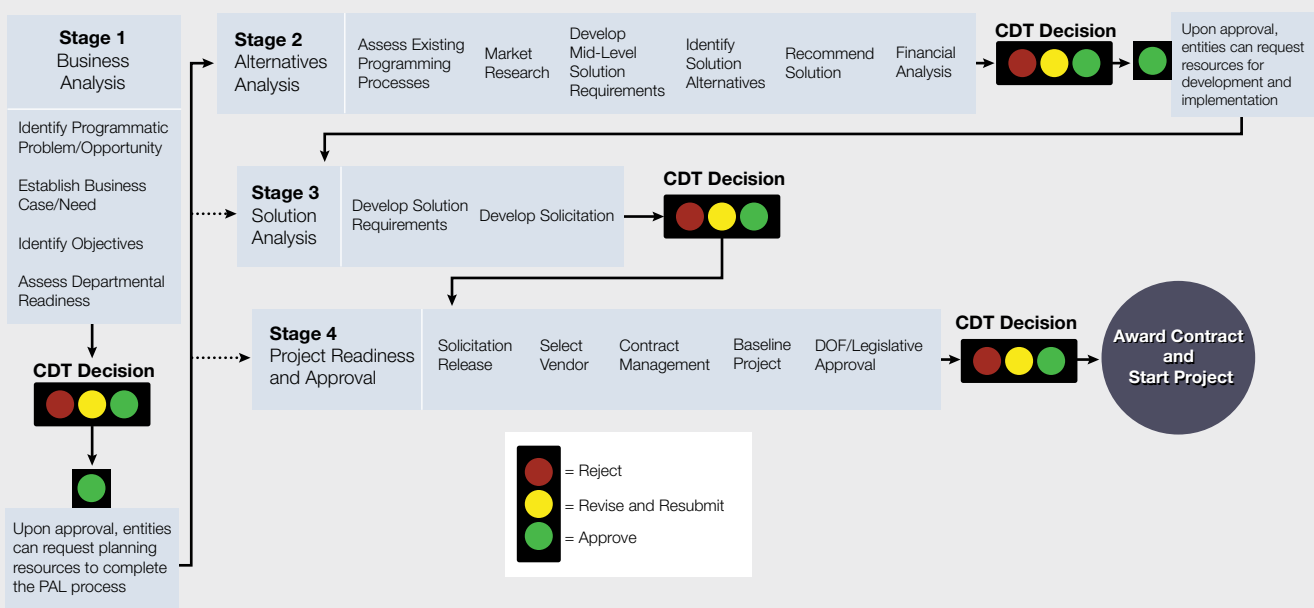 Stage 1
Business
Analysis
Identify Programmatic
Problem/Opportunity
Establish Business
Case/Need
Identify Objectives
Assess Departmental
Readiness
CDT Decision
Upon approval, entities
can request planning
resources to complete
the PAL process
Stage 2
Alternatives
Analysis
Assess Existing
Programming
Processes
Market
Research
Develop
Mid-Level
Solution
Requirements
Identify
Solution
Alternatives
Recommend
Solution
Financial
Analysis
CDT Decision
Upon approval,
entities can request
resources for
development and
implementation
Stage 3
Solution
Analysis
Develop Solution
Requirements
Develop Solicitation
CDT Decision
Stage 4
Project Readiness
and Approval
Solicitation
Release
Select
Vendor
Contract
Management
Baseline
Project
DOF/Legislative
Approval
CDT Decision
Award Contract
and
Start Project
= Reject
= Revise and Resubmit
= Approve